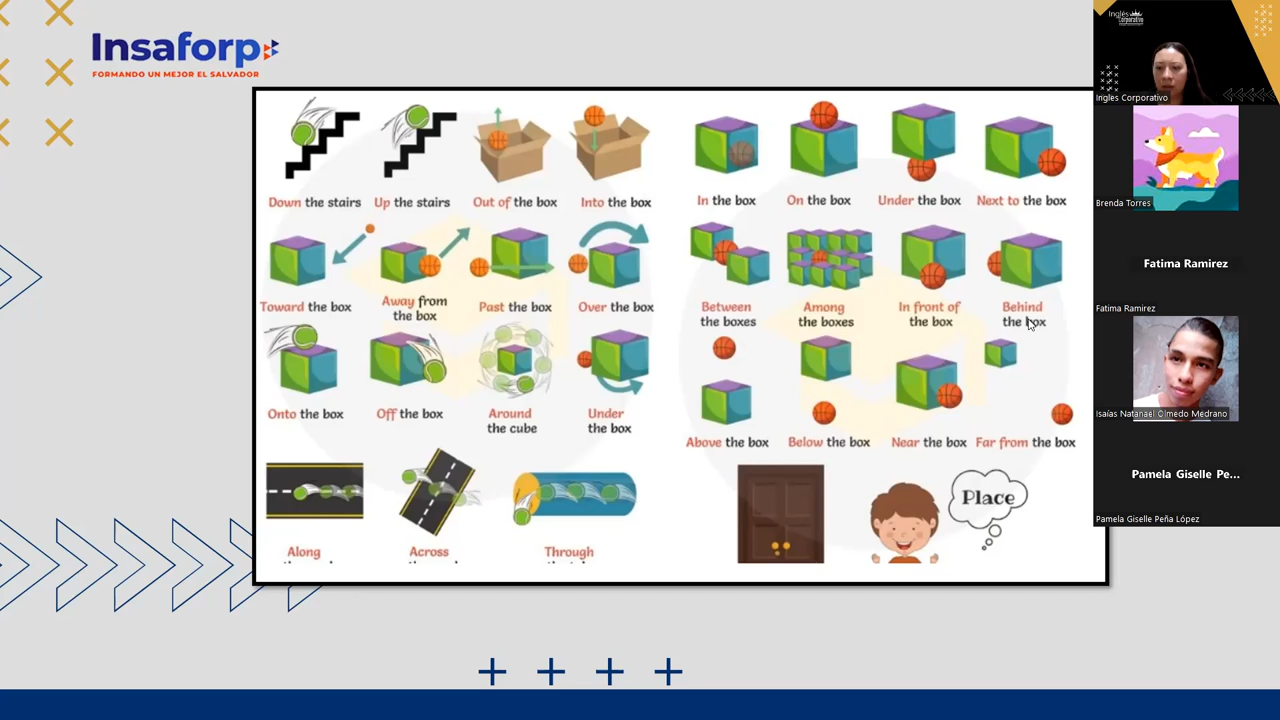 Insaforp
FORMANDO UN MEJOR EL SALVADOR
Down the stairs
Up the stairs
Out of the box
Into the box
Toward the box
Away from
the box
Past the box
Over the box
Onto the box
Off the box
Around
the cube
Under
the box
Along
Across
Through
In the box
On the box
Under the box
Next to the box
Between
the boxes
Among
the boxes
In front of
the box
Behind
the box
Above the box
Below the box
Near the box
Far from the box
Place
Inglés
Corporativo
Ingles Corporativo
Brenda Torres
Fatima Ramirez
Fatima Ramirez
Isaías Natanael Olmedo Medrano
Pamela Giselle Pe...
Pamela Giselle Peña López